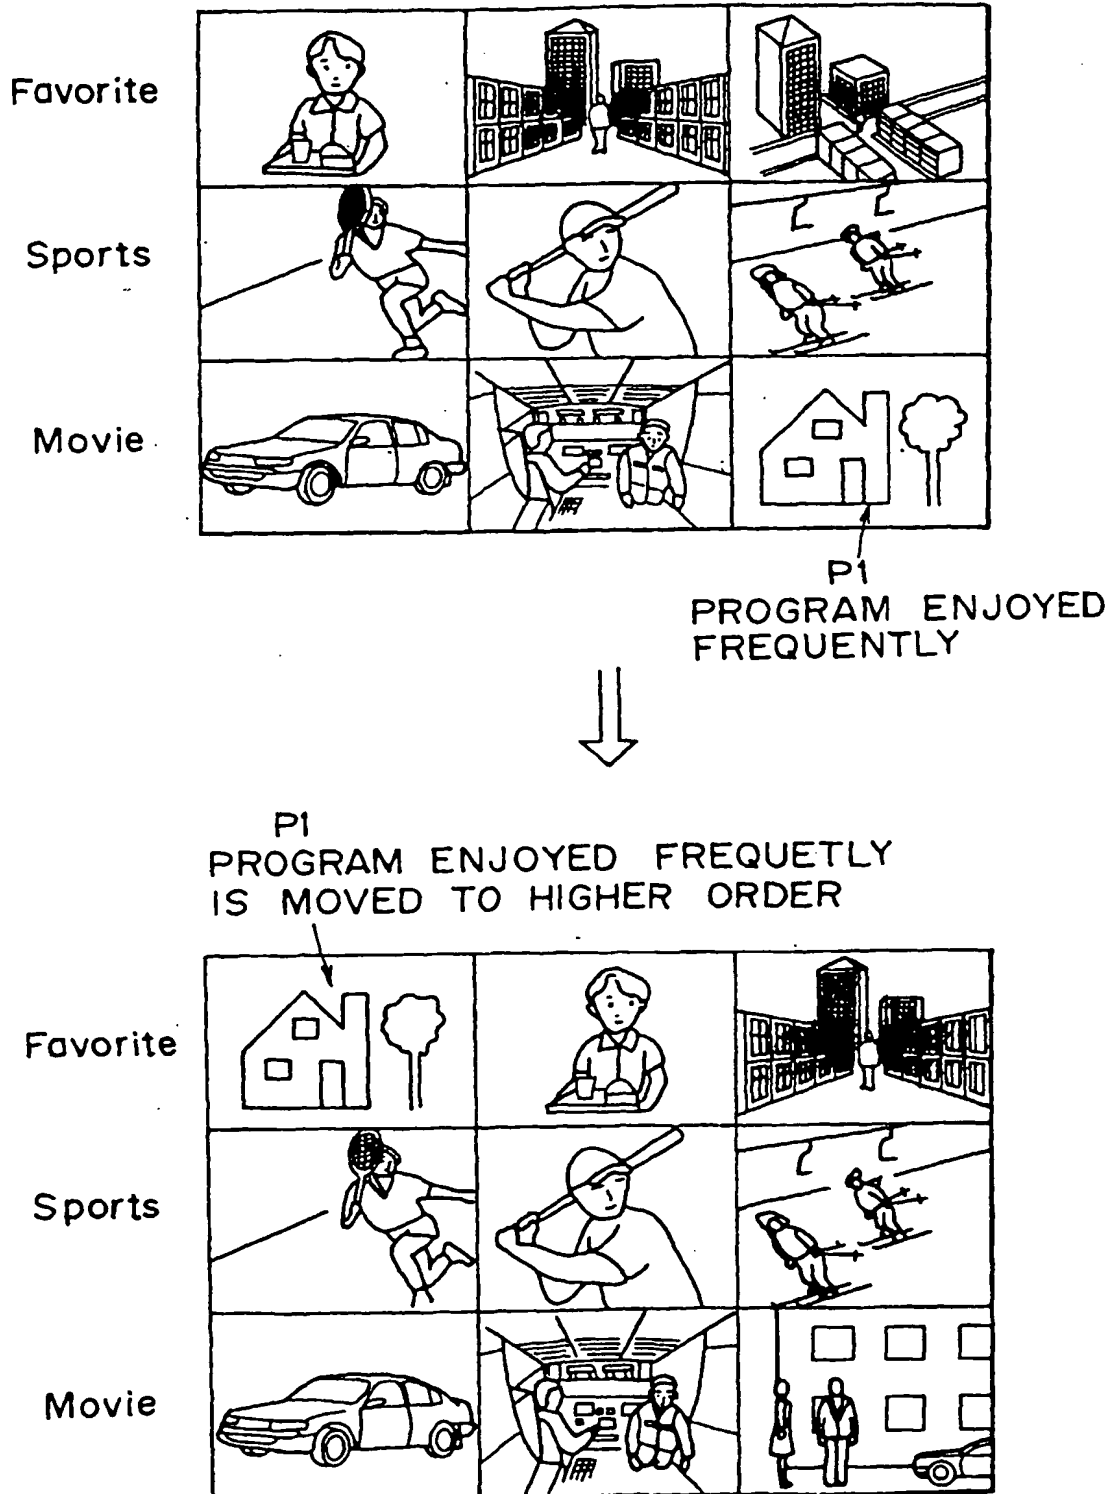 Favorite
Sports
Movie
P1
PROGRAM ENJOYED
FREQUENTLY
P1
PROGRAM ENJOYED FREQUETLY
IS MOVED TO HIGHER ORDER
Favorite
Sports
Movie